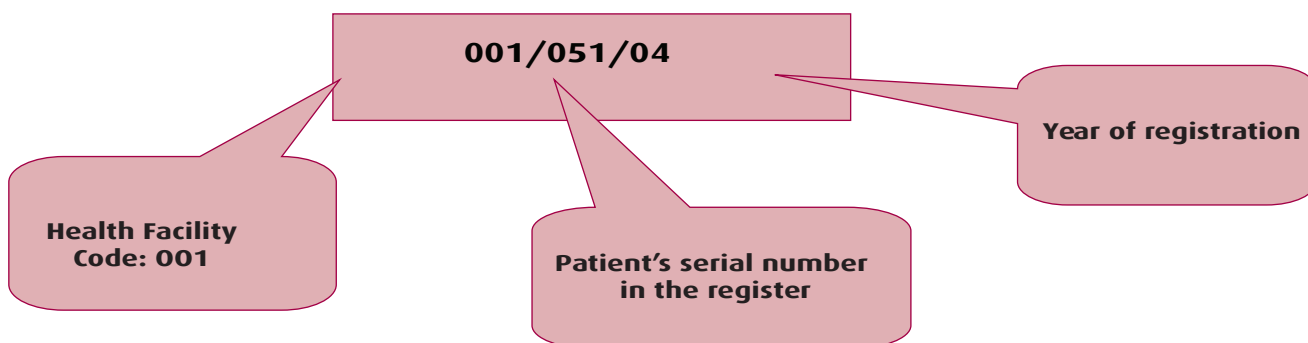 001/051/04
Year of registration
Health Facility
Code: 001
Patient’s serial number
in the register